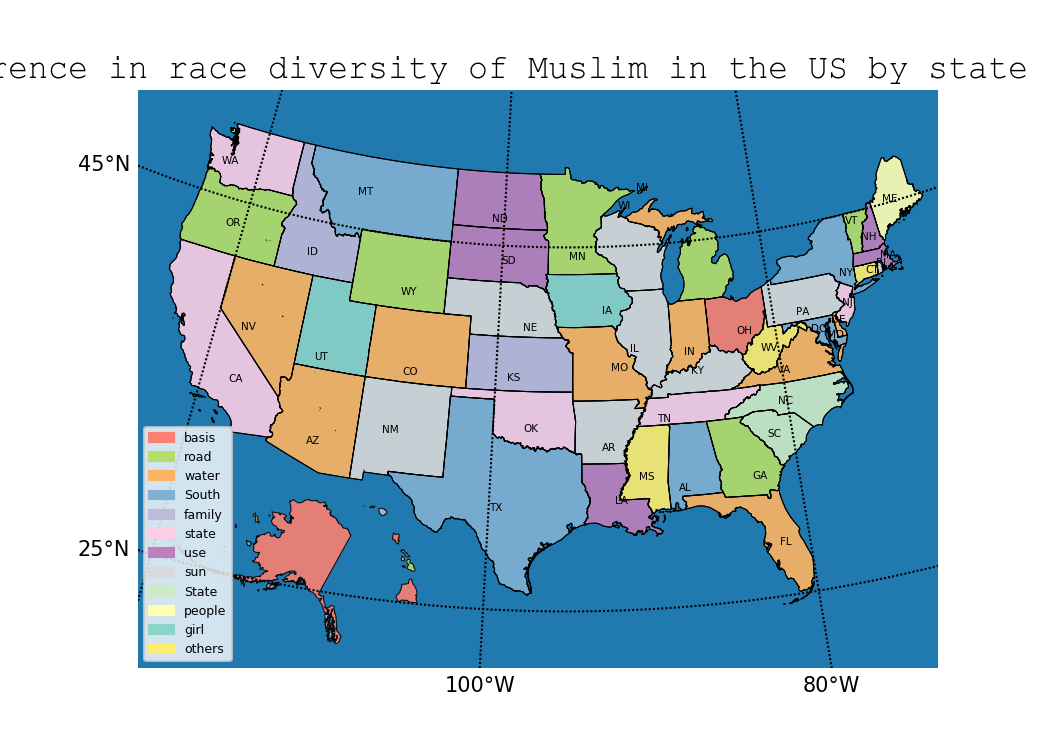 rence in race diversity of Muslim in the US by state
45°N
25°N
100°W
80°W
WA
OR
CA
ID
NV
MT
WY
UT
AZ
CO
NM
ND
SD
NE
KS
OK
TX
MN
IA
MO
AR
LA
WI
MI
IL
IN
OH
KY
TN
MS
AL
GA
FL
SC
NC
VA
WV
PA
NY
NJ
DE
MD
DC
CT
RI
MA
NH
VT
ME
basis
road
water
South
family
state
use
sun
State
people
girl
others